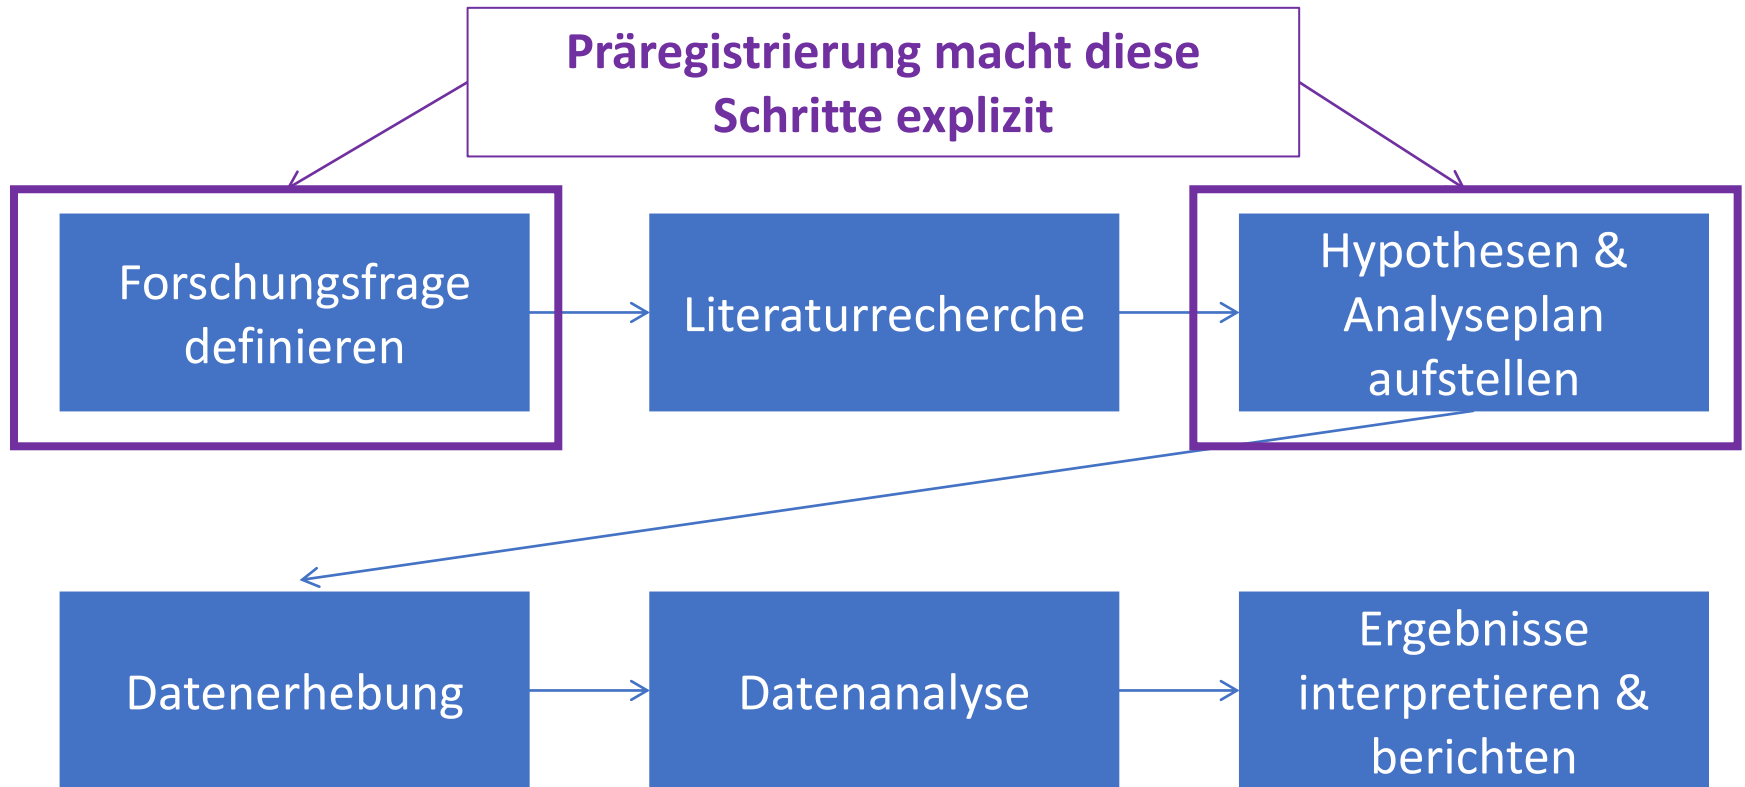 Präregistrierung macht diese
Schritte explizit
Forschungsfrage
definieren
Literaturrecherche
Hypothesen &
Analyseplan
aufstellen
Datenerhebung
Datenanalyse
Ergebnisse
interpretieren &
berichten